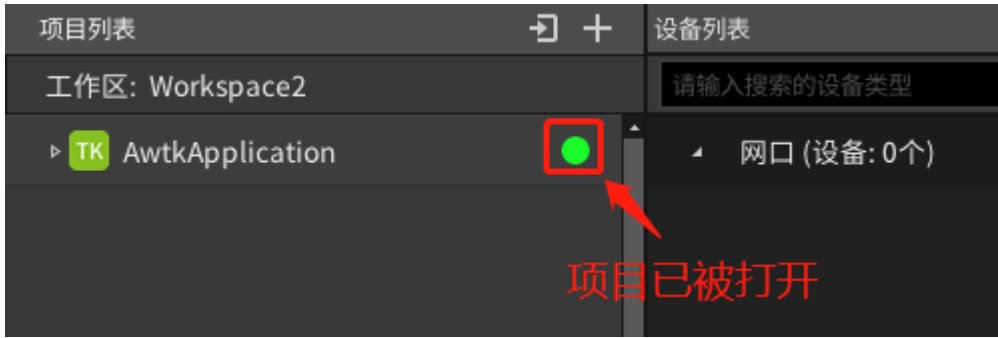 项目列表
设备列表
工作区: Workspace2
请输入搜索的设备类型
TK AwtkApplication
网口 (设备: 0个)
项目已被打开